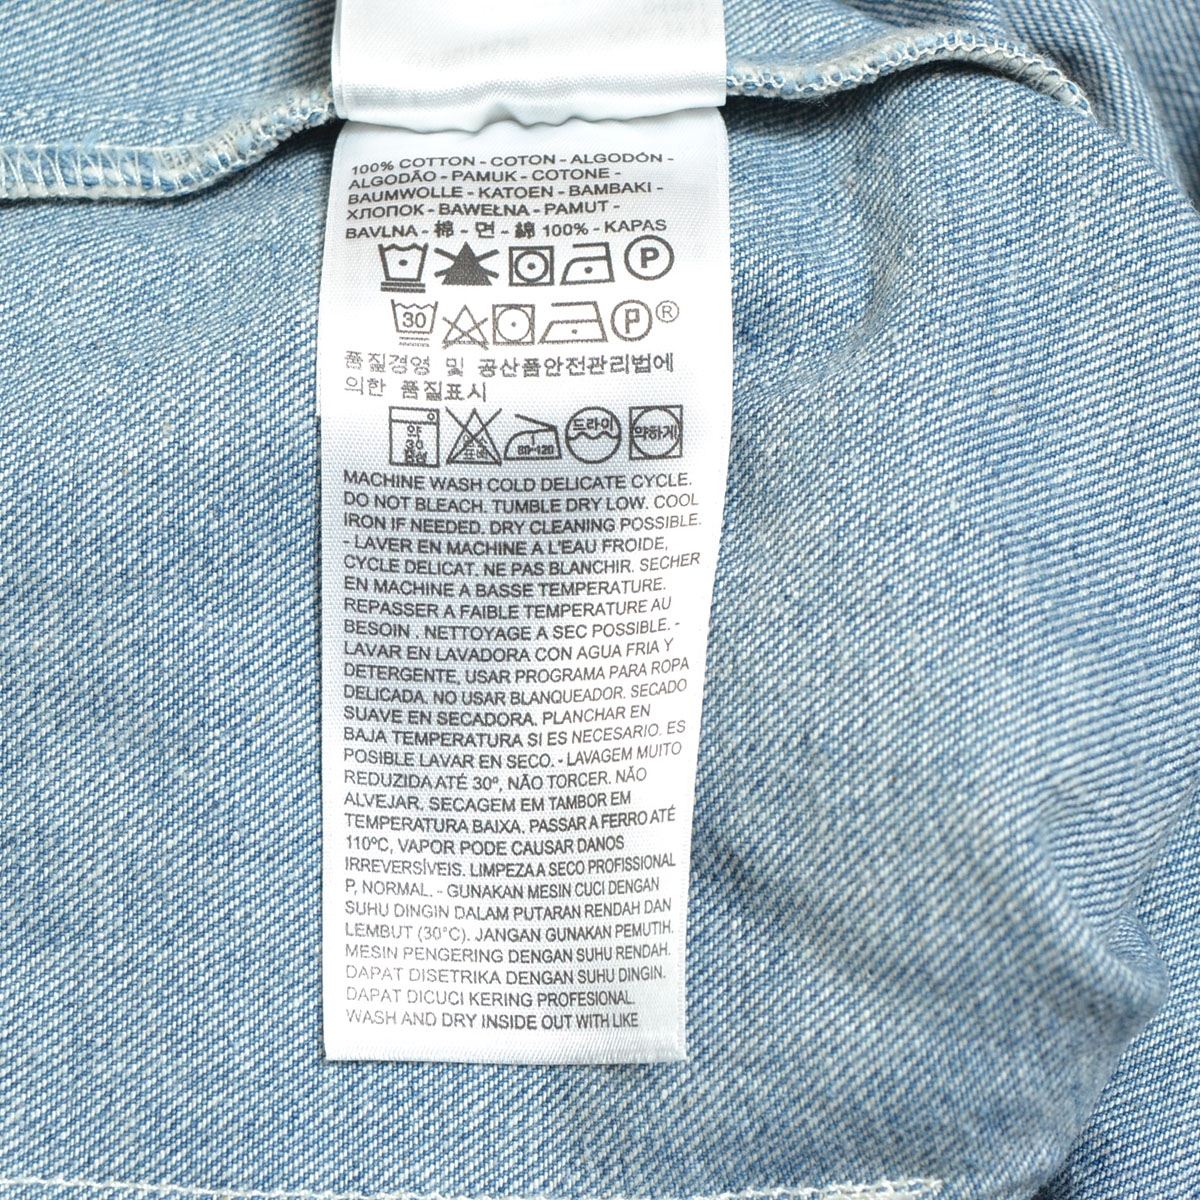 100% COTTON - COTON - ALGODÓN -
ALGODÃO - PAMUK - COTONE -
BAUMWOLLE - KATOEN - BAMBAKI -
ХЛОПОК - BAWEŁNA - PAMUT -
BAVLNA - 棉 - 면 - 綿 100% - KAPAS
P
30 P ®
품질경영 및 공산품안전관리법에
의한 품질표시
약 30 중성 표백 80~120 드라이 약하게
MACHINE WASH COLD DELICATE CYCLE.
DO NOT BLEACH. TUMBLE DRY LOW. COOL
IRON IF NEEDED. DRY CLEANING POSSIBLE.
- LAVER EN MACHINE A L'EAU FROIDE,
CYCLE DELICAT. NE PAS BLANCHIR. SECHER
EN MACHINE A BASSE TEMPERATURE.
REPASSER A FAIBLE TEMPERATURE AU
BESOIN . NETTOYAGE A SEC POSSIBLE. -
LAVAR EN LAVADORA CON AGUA FRIA Y
DETERGENTE, USAR PROGRAMA PARA ROPA
DELICADA. NO USAR BLANQUEADOR. SECADO
SUAVE EN SECADORA. PLANCHAR EN
BAJA TEMPERATURA SI ES NECESARIO. ES
POSIBLE LAVAR EN SECO. - LAVAGEM MUITO
REDUZIDA ATÉ 30º, NÃO TORCER. NÃO
ALVEJAR. SECAGEM EM TAMBOR EM
TEMPERATURA BAIXA. PASSAR A FERRO ATÉ
110ºC, VAPOR PODE CAUSAR DANOS
IRREVERSÍVEIS. LIMPEZA A SECO PROFISSIONAL
P, NORMAL. - GUNAKAN MESIN CUCI DENGAN
SUHU DINGIN DALAM PUTARAN RENDAH DAN
LEMBUT (30°C). JANGAN GUNAKAN PEMUTIH.
MESIN PENGERING DENGAN SUHU RENDAH.
DAPAT DISETRIKA DENGAN SUHU DINGIN.
DAPAT DICUCI KERING PROFESIONAL.
WASH AND DRY INSIDE OUT WITH LIKE